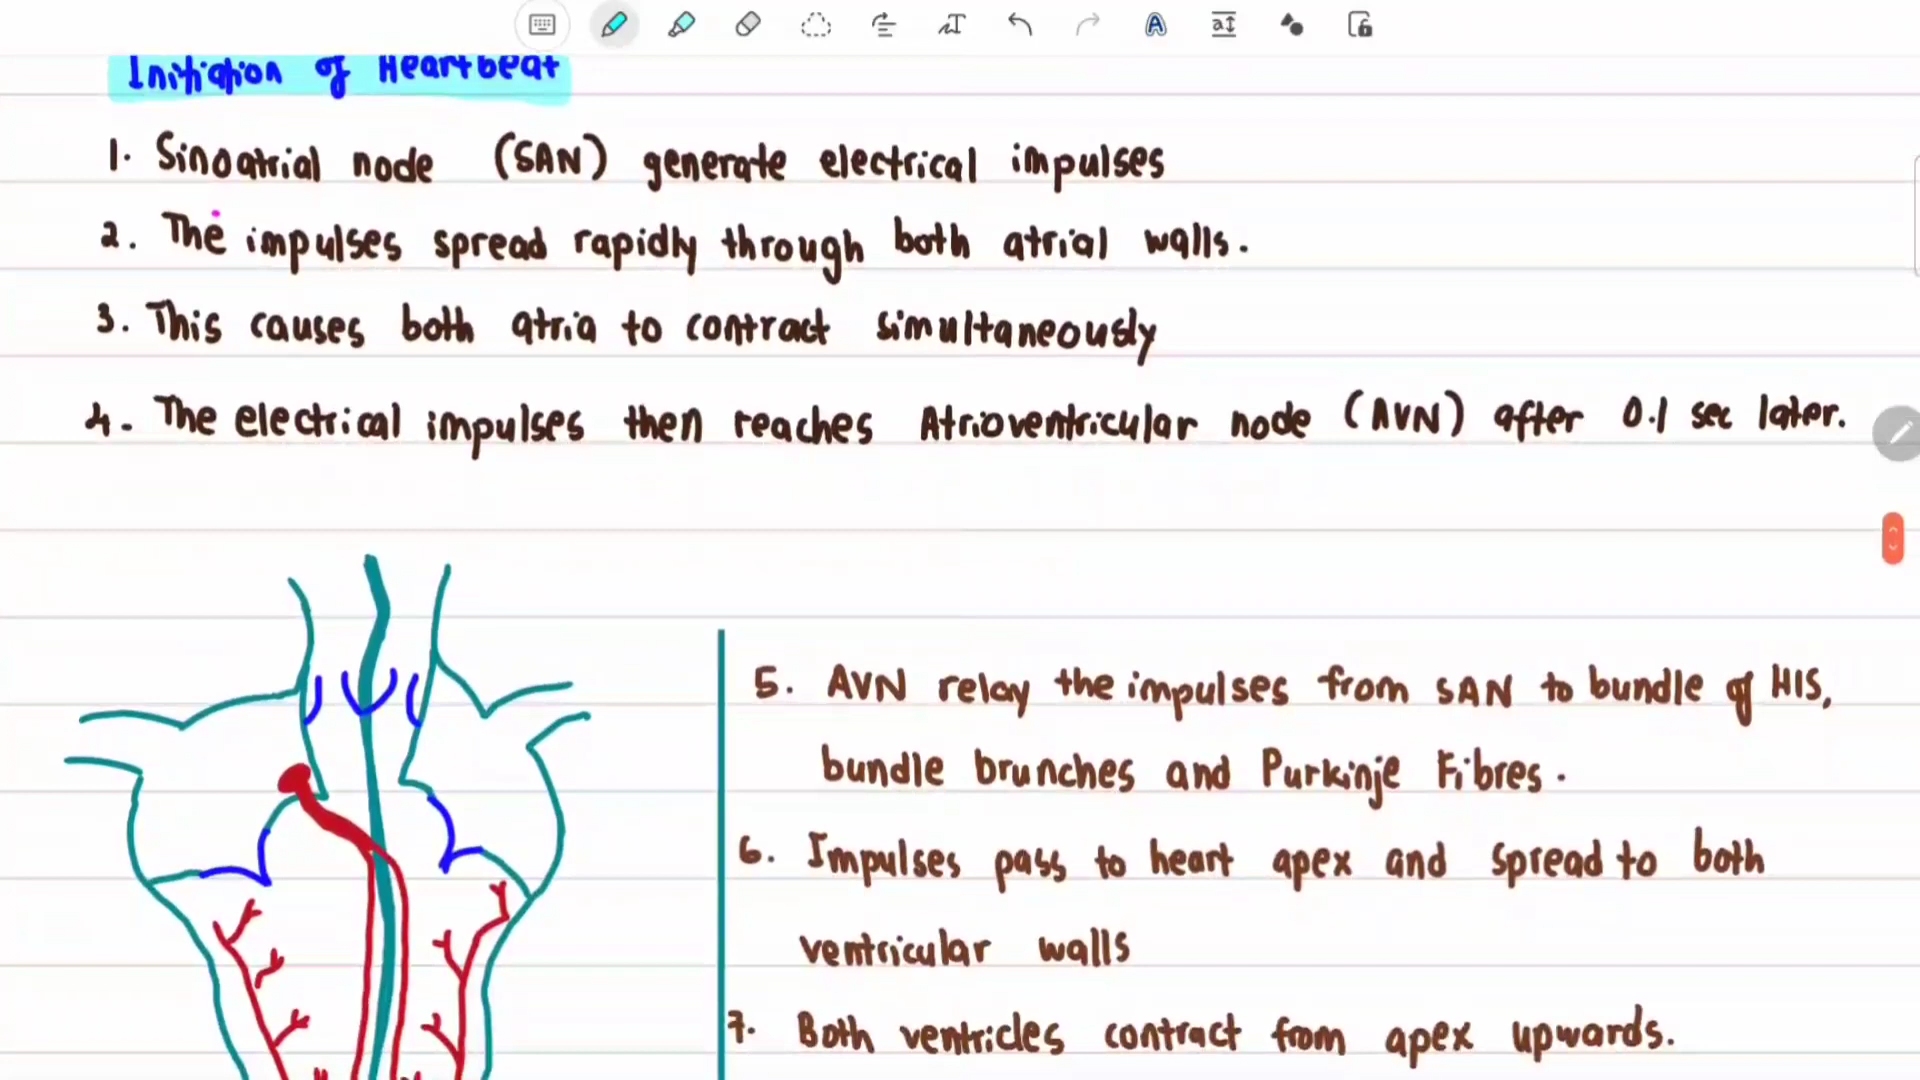 Initiation of Heartbeat
1. Sinoatrial node (SAN) generate electrical impulses
2. The impulses spread rapidly through both atrial walls.
3. This causes both atria to contract simultaneously
4. The electrical impulses then reaches Atrioventricular node (AVN) after 0.1 sec later.
5. AVN relay the impulses from SAN to bundle of HIS,
bundle brunches and Purkinje Fibres.
6. Impulses pass to heart apex and spread to both
ventricular walls
7. Both ventricles contract from apex upwards.